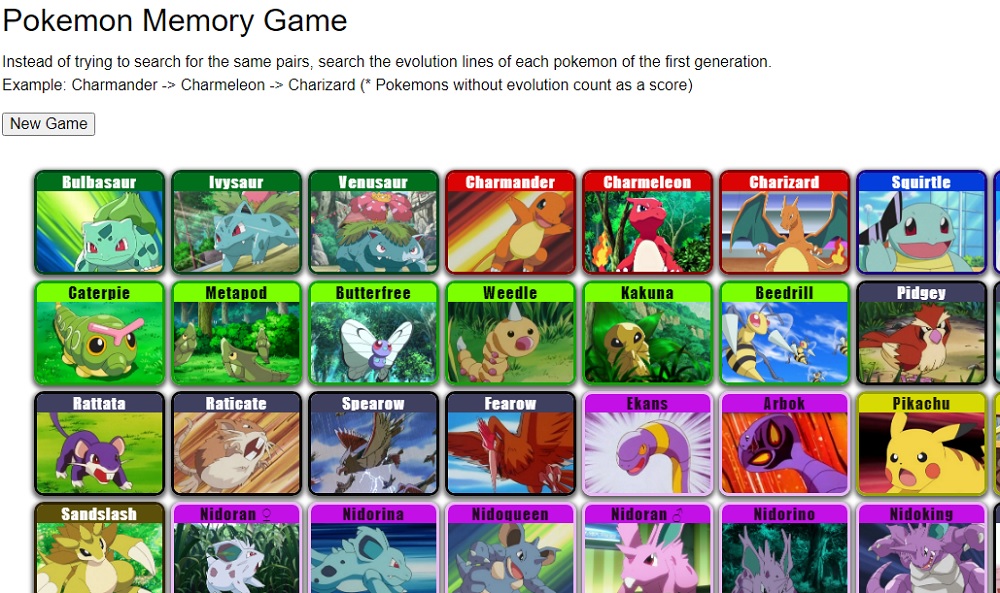 Pokemon Memory Game
Instead of trying to search for the same pairs, search the evolution lines of each pokemon of the first generation.
Example: Charmander -> Charmeleon -> Charizard (* Pokemons without evolution count as a score)
New Game
Bulbasaur Ivysaur Venusaur Charmander Charmeleon Charizard Squirtle
Caterpie Metapod Butterfree Weedle Kakuna Beedrill Pidgey
Rattata Raticate Spearow Fearow Ekans Arbok Pikachu
Sandslash Nidoran ♀ Nidorina Nidoqueen Nidoran ♂ Nidorino Nidoking